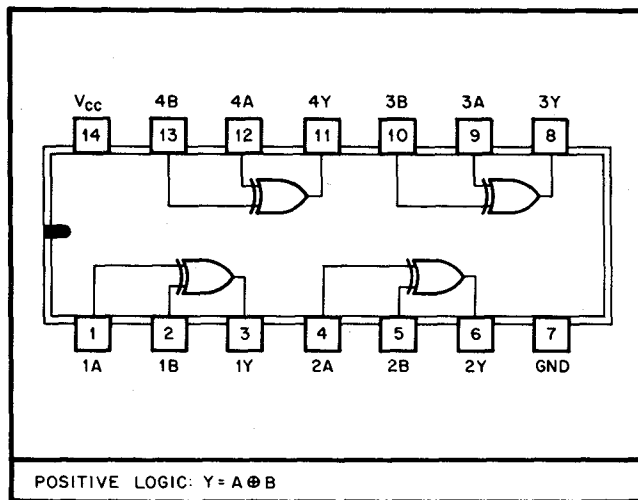 VCC 4B 4A 4Y 3B 3A 3Y
14 13 12 11 10 9 8
1 2 3 4 5 6 7
1A 1B 1Y 2A 2B 2Y GND
POSITIVE LOGIC: Y = A ⊕ B